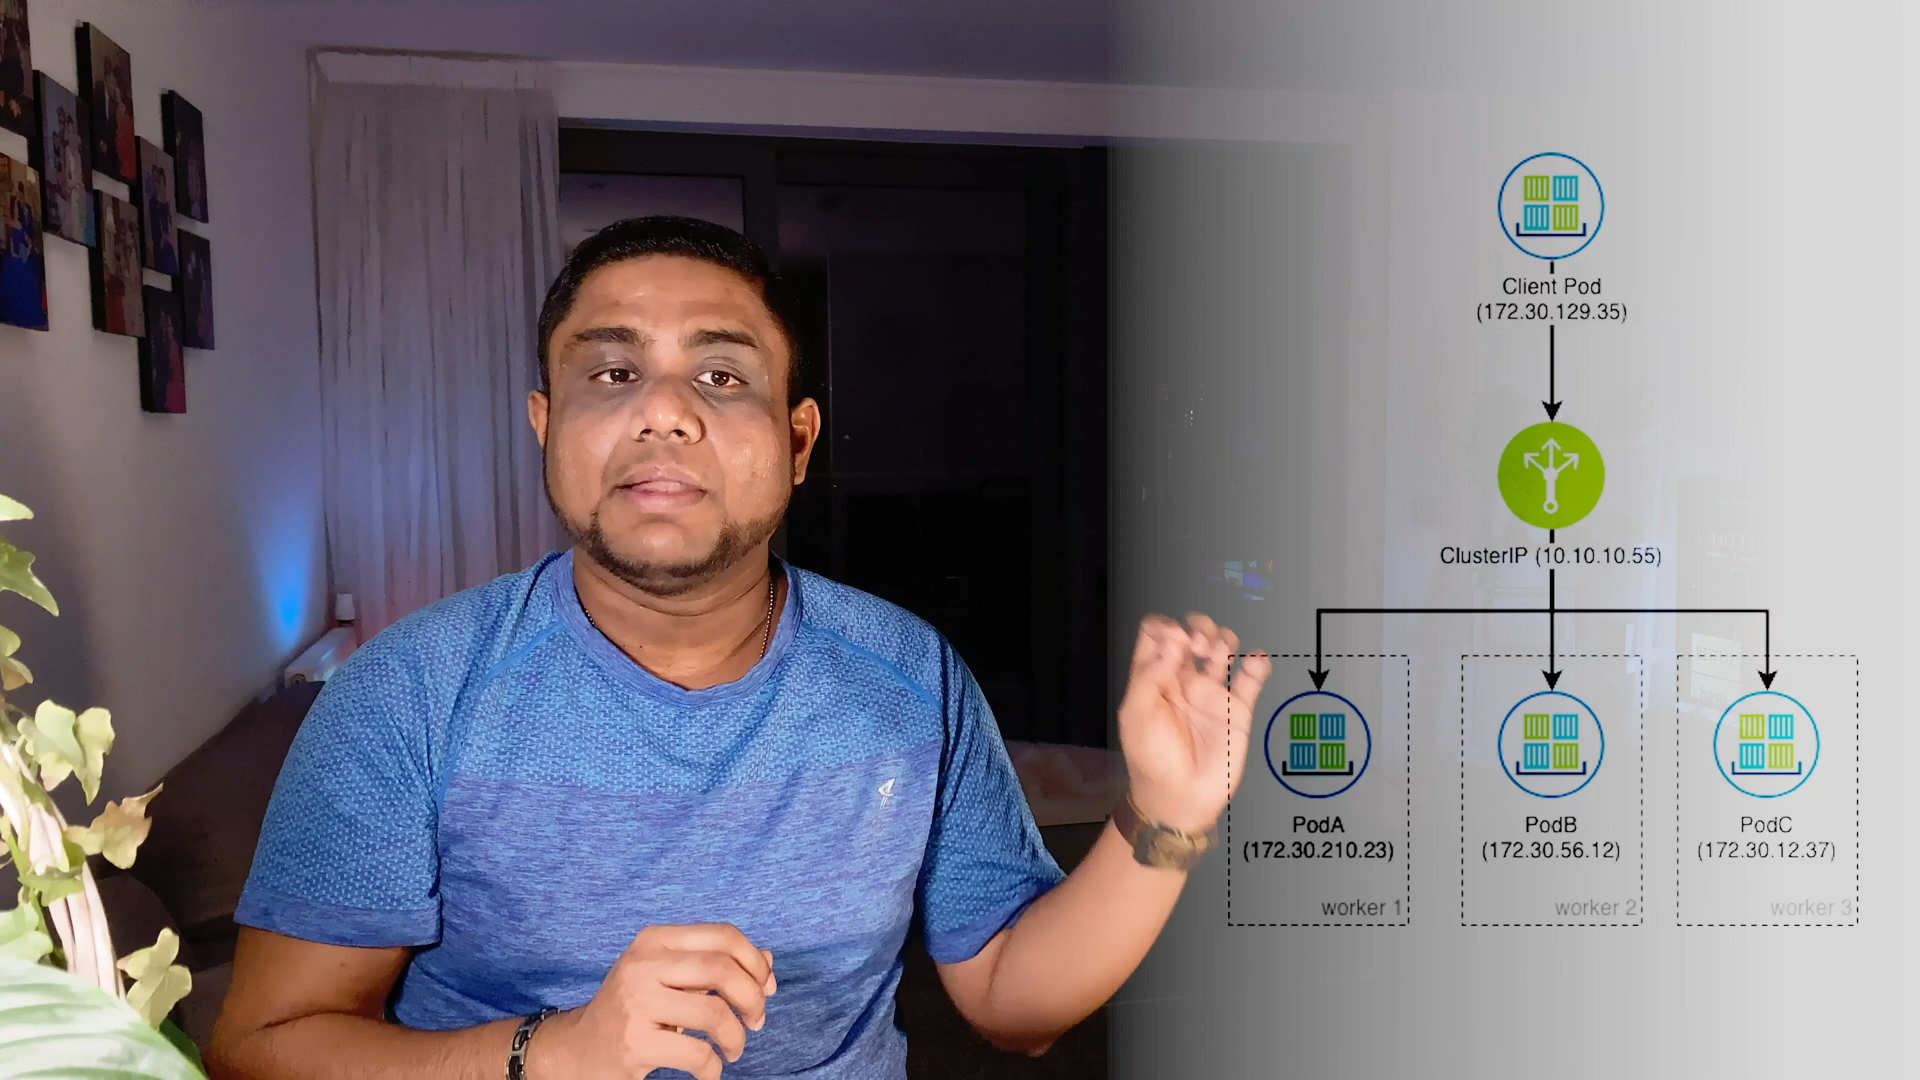 Client Pod
(172.30.129.35)
ClusterIP (10.10.10.55)
PodA
(172.30.210.23)
worker 1
PodB
(172.30.56.12)
worker 2
PodC
(172.30.12.37)
worker 3